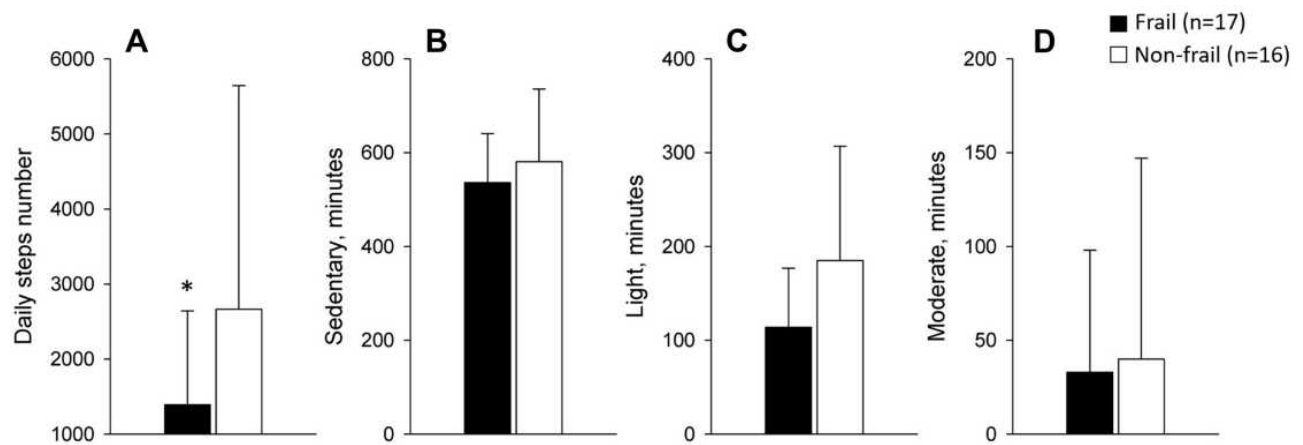 Frail (n=17)
Non-frail (n=16)
A
Daily steps number
6000
5000
4000
3000
2000
1000
*
B
Sedentary, minutes
800
600
400
200
0
C
Light, minutes
400
300
200
100
0
D
Moderate, minutes
200
150
100
50
0